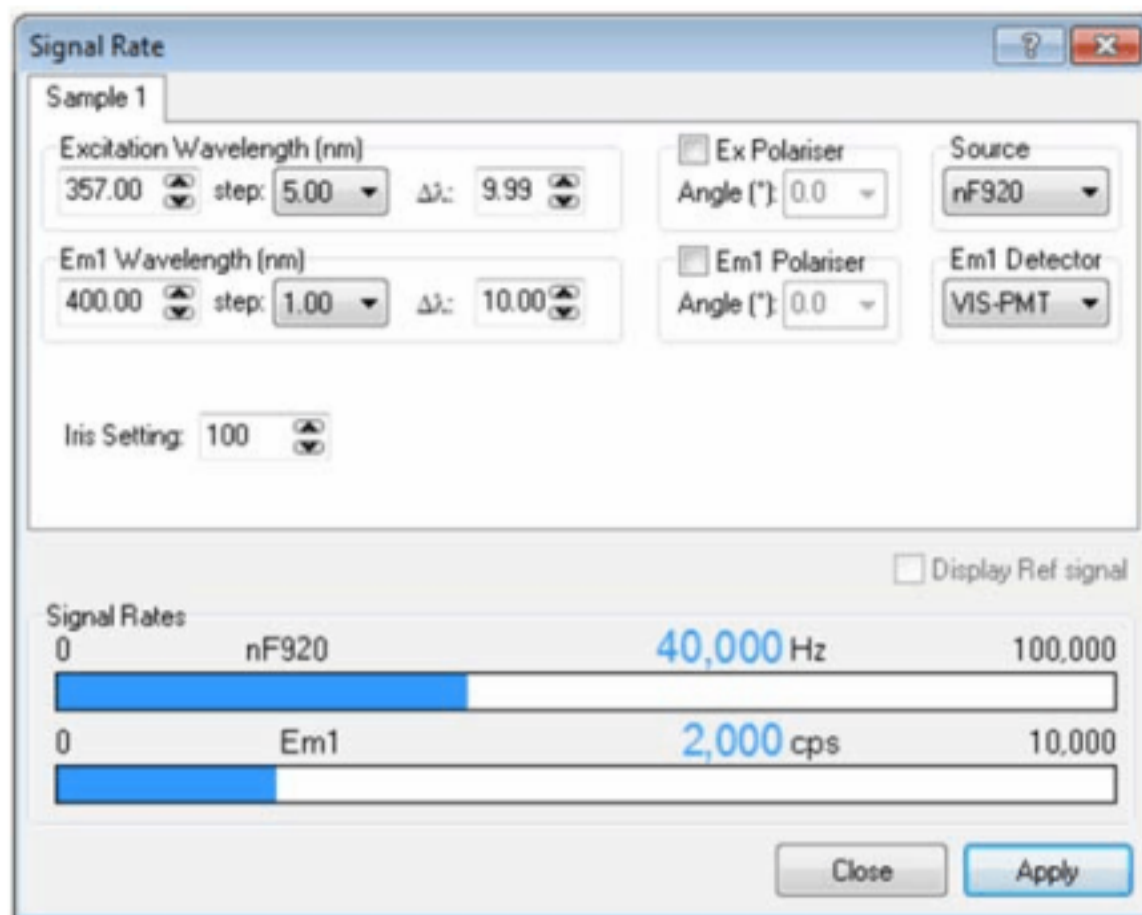 Signal Rate
Sample 1
Excitation Wavelength (nm)
357.00 step: 5.00 Δλ: 9.99
Ex Polariser
Angle (°): 0.0
Source
nF920
Em1 Wavelength (nm)
400.00 step: 1.00 Δλ: 10.00
Em1 Polariser
Angle (°): 0.0
Em1 Detector
VIS-PMT
Iris Setting: 100
Display Ref signal
Signal Rates
0 nF920 40,000 Hz 100,000
0 Em1 2,000 cps 10,000
Close Apply